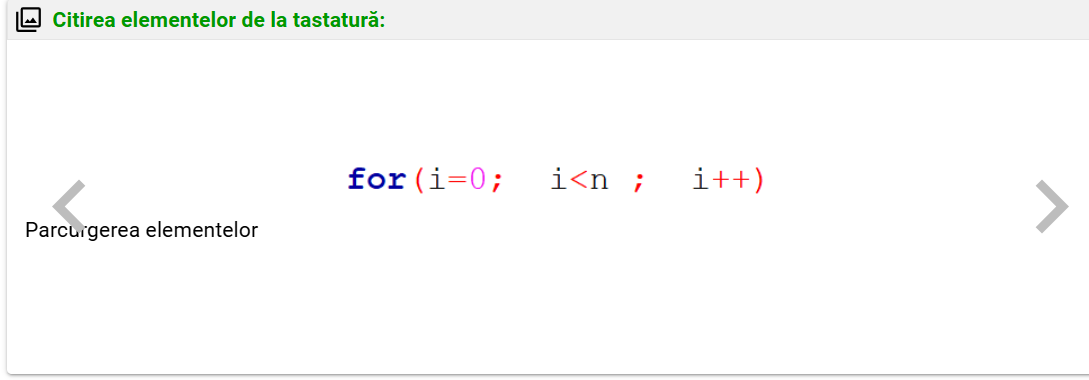 Citirea elementelor de la tastatură:
for(i=0; i<n ; i++)
Parcurgerea elementelor